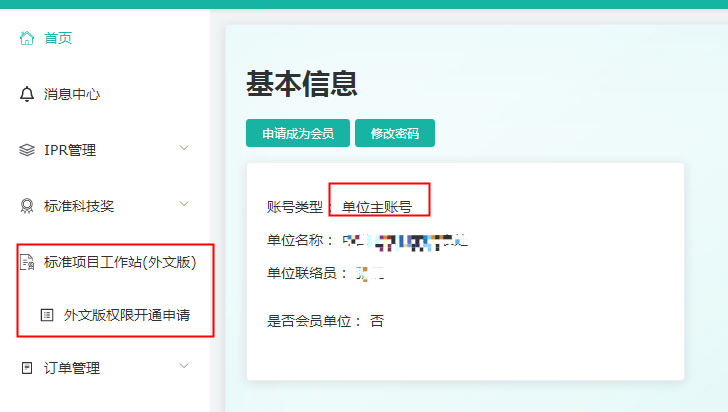 首页
消息中心
IPR管理
标准科技奖
标准项目工作站(外文版)
外文版权限开通申请
订单管理
基本信息
申请成为会员 修改密码
账号类型： 单位主账号
单位名称：
单位联络员：
是否会员单位： 否